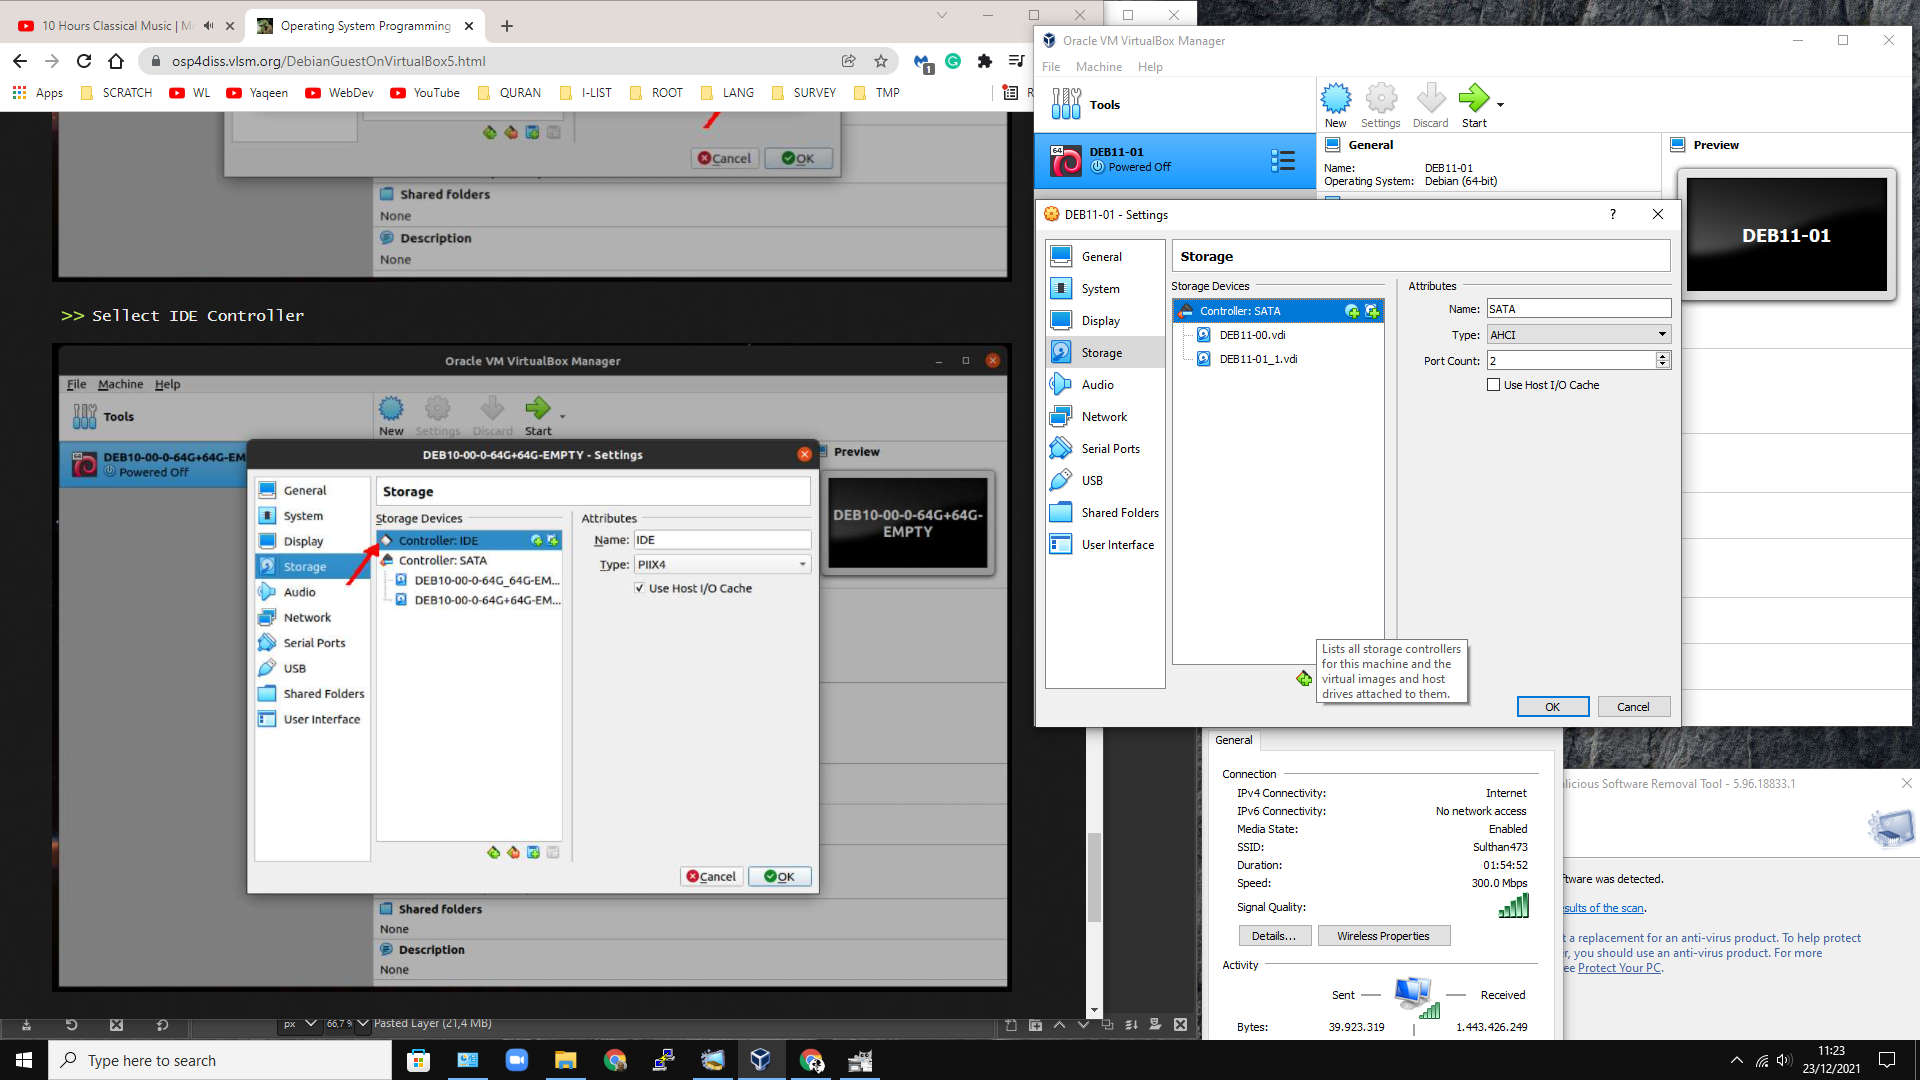 10 Hours Classical Music | M
Operating System Programming
osp4diss.vlsm.org/DebianGuestOnVirtualBox5.html
1
Apps
SCRATCH
WL
Yaqeen
WebDev
YouTube
QURAN
I-LIST
ROOT
LANG
SURVEY
TMP
R
Cancel
OK
Shared folders
None
Description
None
>> Sellect IDE Controller
Oracle VM VirtualBox Manager
File Machine Help
Tools
New
Settings
Discard
Start
DEB10-00-0-64G+64G-EM
Powered Off
Preview
DEB10-00-0-64G+64G-
EMPTY
DEB10-00-0-64G+64G-EMPTY - Settings
General
System
Display
Storage
Audio
Network
Serial Ports
USB
Shared Folders
User Interface
Storage
Storage Devices
Controller: IDE
Controller: SATA
DEB10-00-0-64G_64G-EM...
DEB10-00-0-64G+64G-EM...
Attributes
Name: IDE
Type: PIIX4
Use Host I/O Cache
Cancel
OK
Shared folders
None
Description
None
px
66,7 9
Pasted Layer (21,4 MB)
Oracle VM VirtualBox Manager
File Machine Help
Tools
New
Settings
Discard
Start
64
DEB11-01
Powered Off
General
Name: DEB11-01
Operating System: Debian (64-bit)
Preview
DEB11-01
DEB11-01 - Settings
?
General
System
Display
Storage
Audio
Network
Serial Ports
USB
Shared Folders
User Interface
Storage
Storage Devices
Controller: SATA
DEB11-00.vdi
DEB11-01_1.vdi
Attributes
Name: SATA
Type: AHCI
Port Count: 2
Use Host I/O Cache
Lists all storage controllers
for this machine and the
virtual images and host
drives attached to them.
OK
Cancel
General
Connection
IPv4 Connectivity: Internet
IPv6 Connectivity: No network access
Media State: Enabled
SSID: Sulthan473
Duration: 01:54:52
Speed: 300.0 Mbps
Signal Quality:
Details...
Wireless Properties
Activity
Sent
Received
Bytes: 39.923.319 | 1.443.426.249
licious Software Removal Tool - 5.96.18833.1
ftware was detected.
esults of the scan.
t a replacement for an anti-virus product. To help protect
r, you should use an anti-virus product. For more
ee Protect Your PC.
Type here to search
11:23
23/12/2021